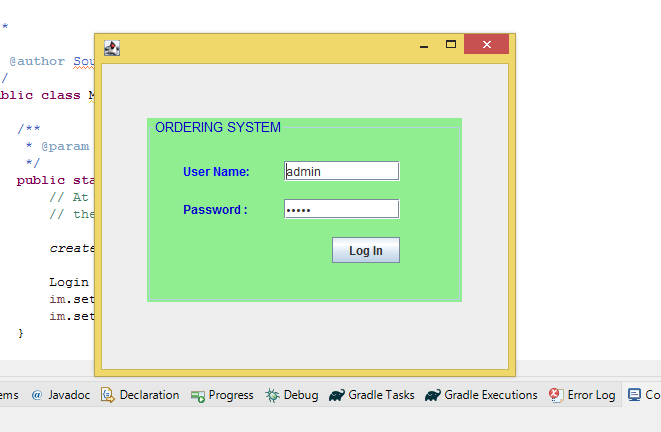 *
@author Sou
/
blic class M
/**
* @param
*/
public sta
// At
// the
create
Login
im.set
im.set
}
ORDERING SYSTEM
User Name: admin
Password : •••••
Log In
ems @ Javadoc Declaration Progress Debug Gradle Tasks Gradle Executions Error Log Co